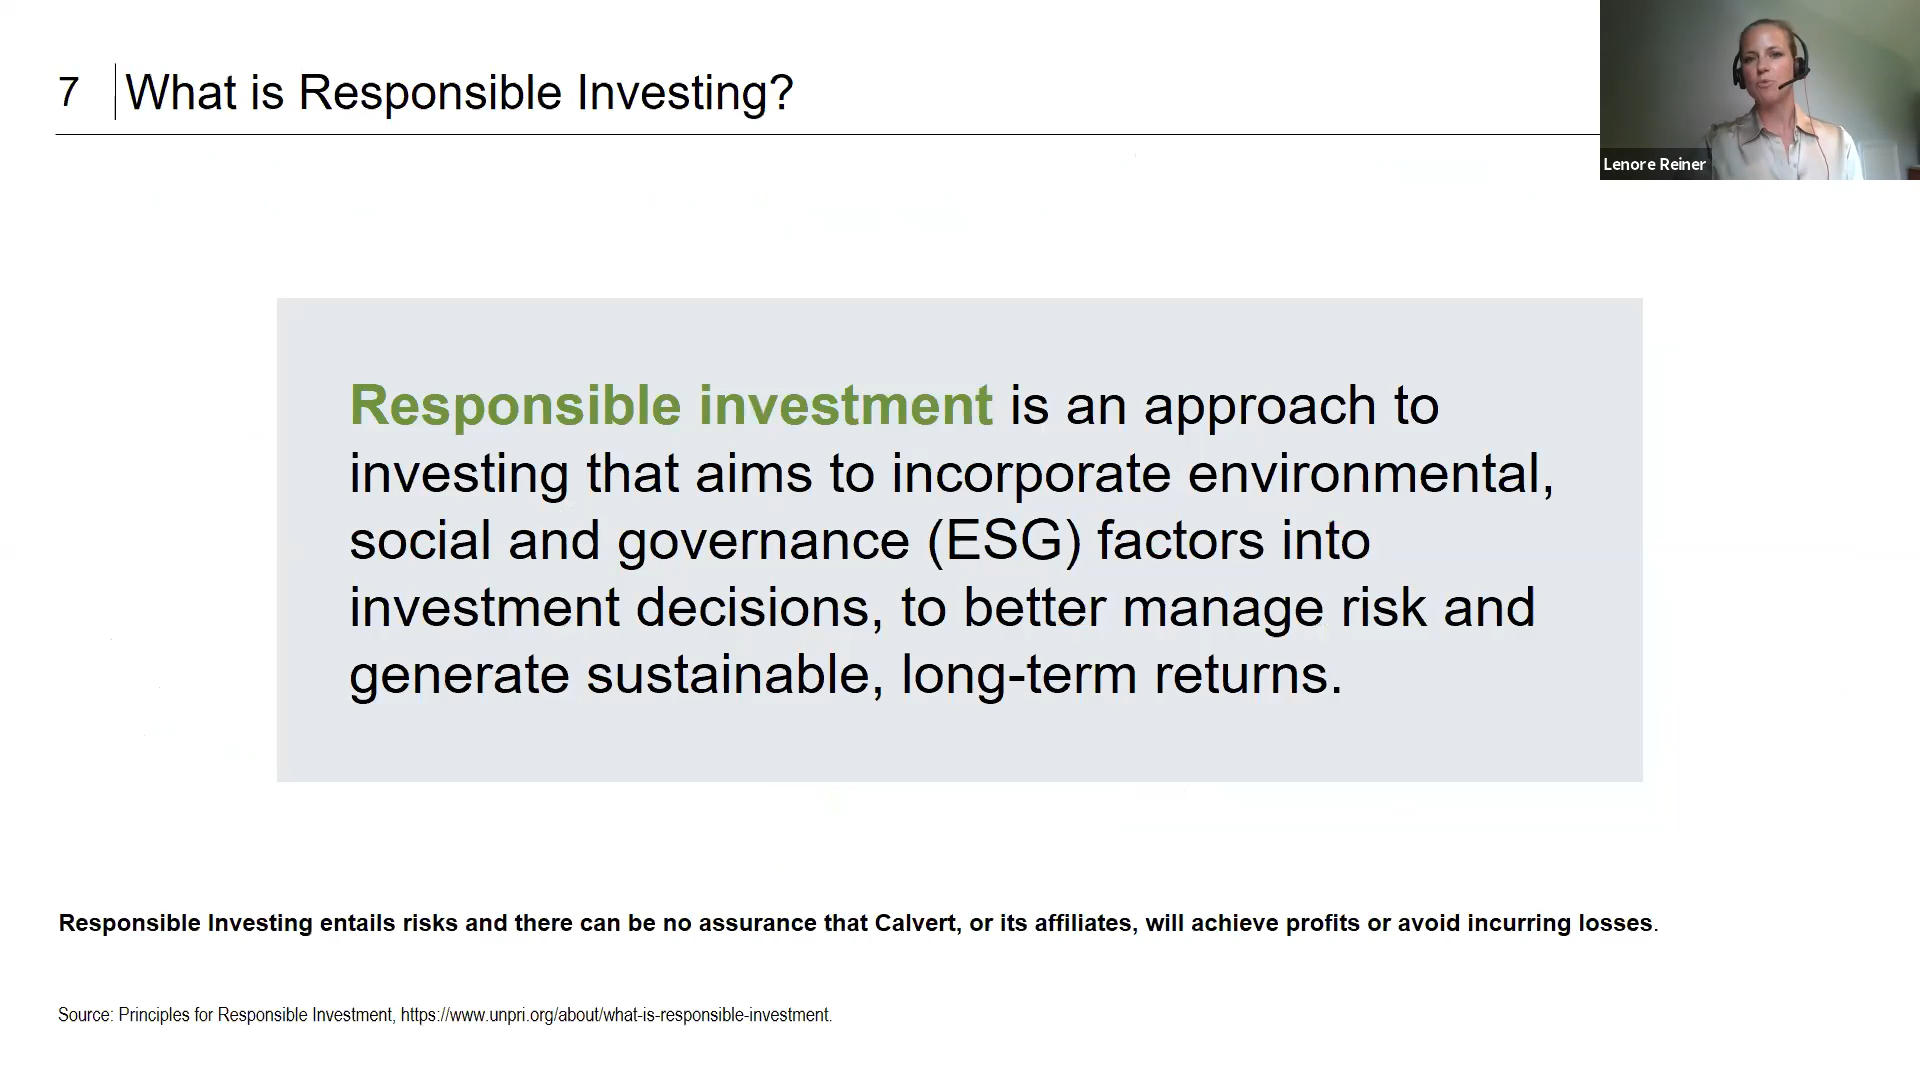 7 What is Responsible Investing?
Lenore Reiner
Responsible investment is an approach to
investing that aims to incorporate environmental,
social and governance (ESG) factors into
investment decisions, to better manage risk and
generate sustainable, long-term returns.
Responsible Investing entails risks and there can be no assurance that Calvert, or its affiliates, will achieve profits or avoid incurring losses.
Source: Principles for Responsible Investment, https://www.unpri.org/about/what-is-responsible-investment.